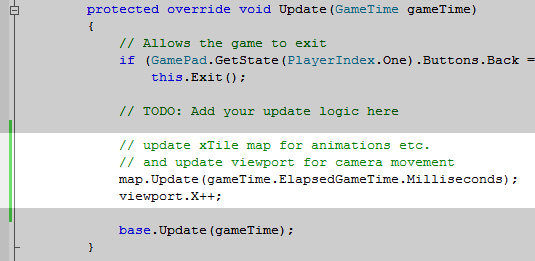 protected override void Update(GameTime gameTime)
{
// Allows the game to exit
if (GamePad.GetState(PlayerIndex.One).Buttons.Back =
this.Exit();
// TODO: Add your update logic here
// update xTile map for animations etc.
// and update viewport for camera movement
map.Update(gameTime.ElapsedGameTime.Milliseconds);
viewport.X++;
base.Update(gameTime);
}